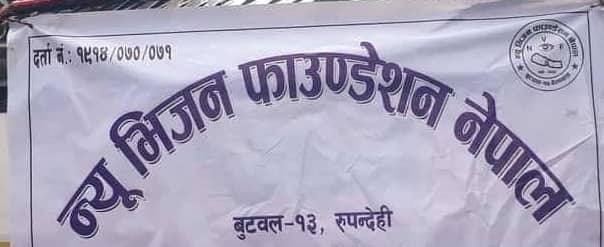 दर्ता नं.: १९१४/०७०/०७१
न्यू भिजन फाउण्डेशन नेपाल
बुटवल-१३, रुपन्देही